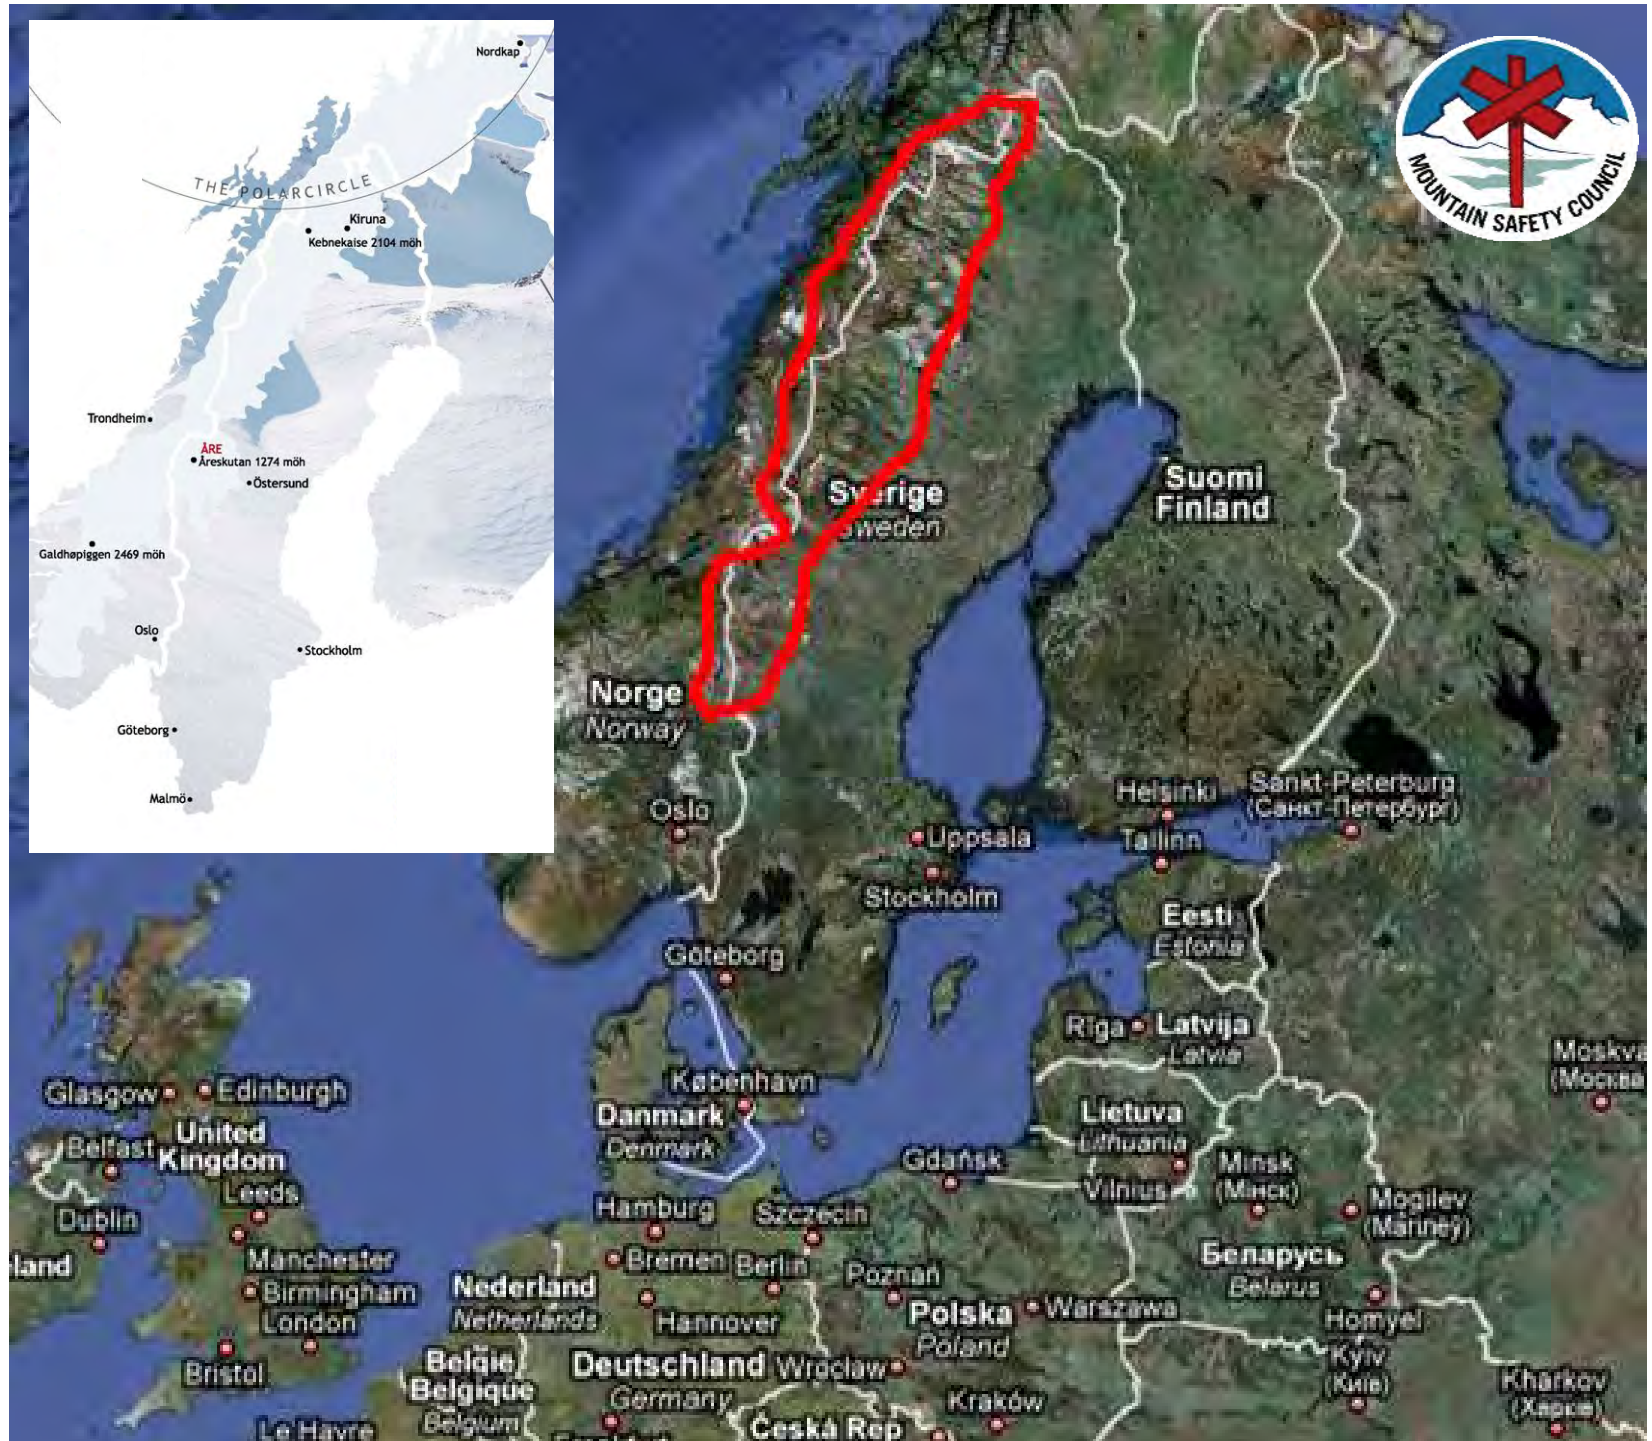 Nordkap
THE POLARCIRCLE
Kiruna
Kebnekaise 2104 möh
Trondheim
ÅRE
Åreskutan 1274 möh
Östersund
Galdhøpiggen 2469 möh
Oslo
Stockholm
Göteborg
Malmö
MOUNTAIN SAFETY COUNCIL
Sverige
Sweden
Suomi
Finland
Norge
Norway
Oslo
Uppsala
Stockholm
Helsinki
Tallinn
Sankt-Peterburg
(Санкт-Петербург)
Eesti
Estonia
Göteborg
Rīga
Latvija
Latvia
Moskva
(Москва
København
Danmark
Denmark
Lietuva
Lithuania
Vilnius
Minsk
(Мінск)
Mogilev
Glasgow
Edinburgh
Belfast
United
Kingdom
Leeds
Dublin
land
Manchester
Birmingham
London
Bristol
Gdańsk
Hamburg
Szczecin
Bremen
Berlin
Poznań
Беларусь
Belarus
Homyel
Nederland
Netherlands
Hannover
Polska
Poland
Warszawa
België
Belgique
Belgium
Deutschland
Germany
Wrocław
Kraków
Kyiv
(Київ)
Kharkov
(Харків)
Le Havre
Česká Rep